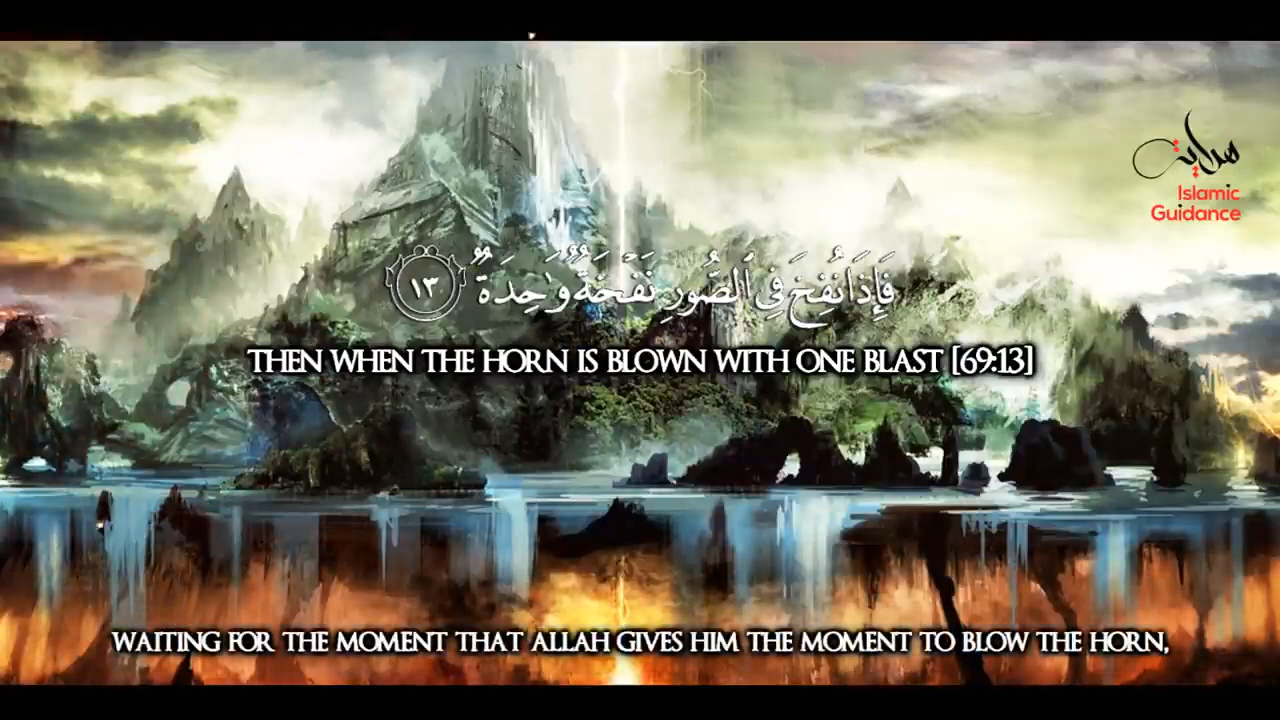 هداية
Islamic
Guidance
فَإِذَا نُفِخَ فِي ٱلصُّورِ نَفْخَةٌ وَٰحِدَةٌ ١٣
THEN WHEN THE HORN IS BLOWN WITH ONE BLAST [69:13]
WAITING FOR THE MOMENT THAT ALLAH GIVES HIM THE MOMENT TO BLOW THE HORN,